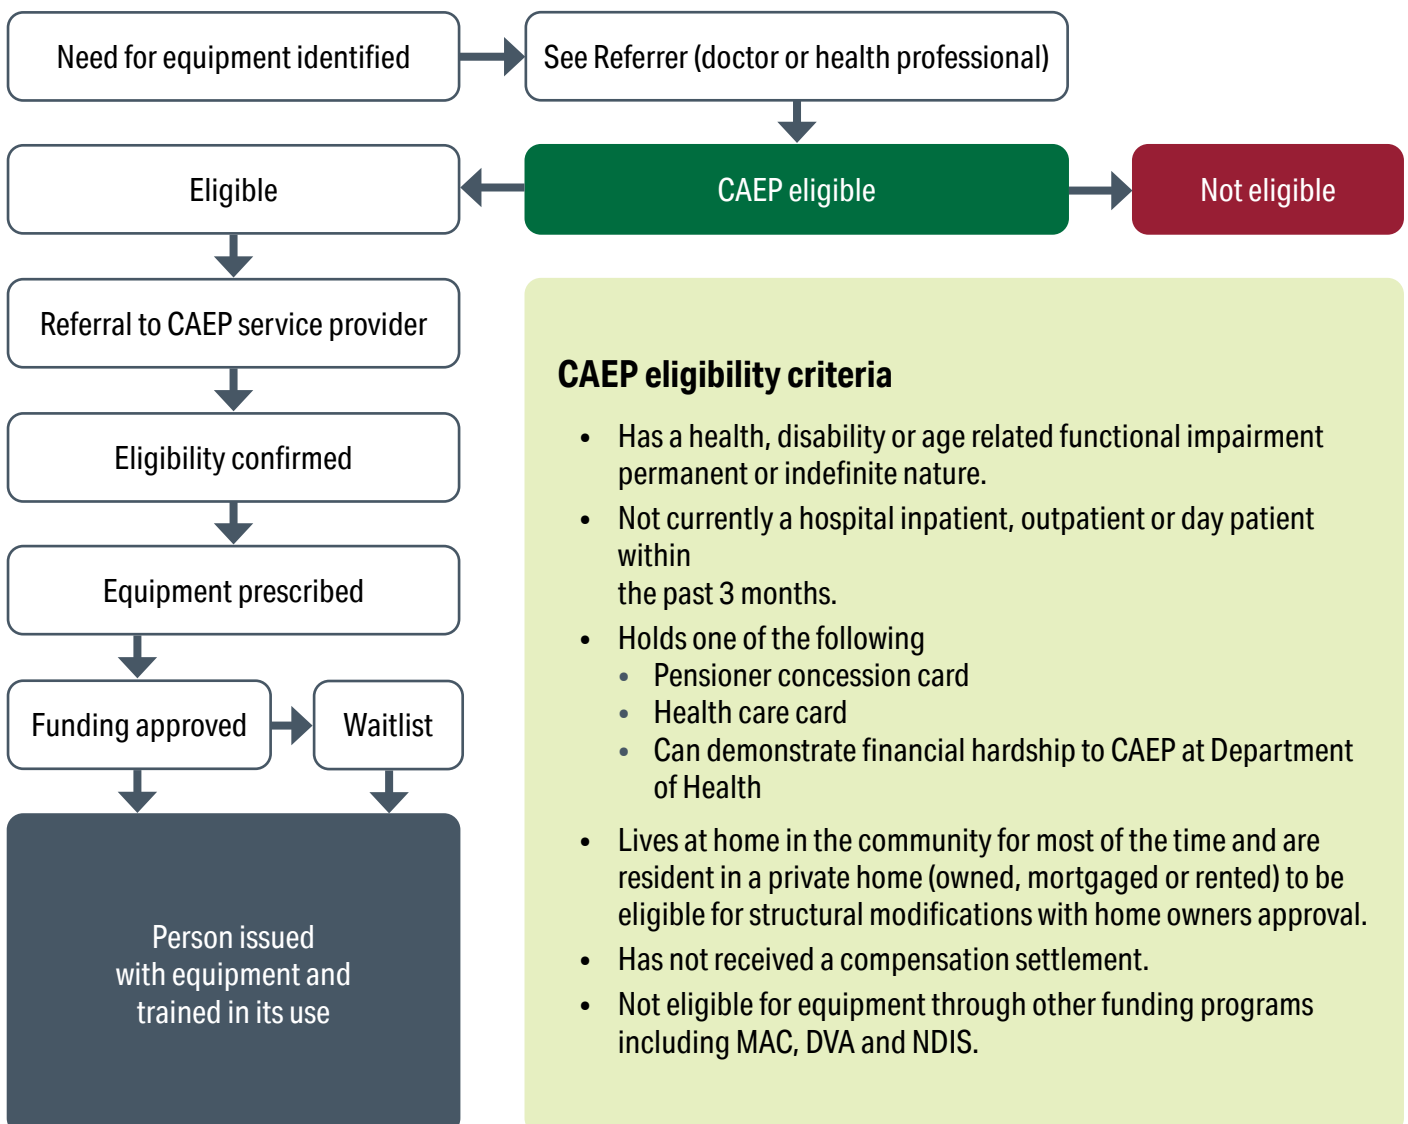 Need for equipment identified
See Referrer (doctor or health professional)
Eligible
CAEP eligible
Not eligible
Referral to CAEP service provider
Eligibility confirmed
Equipment prescribed
Funding approved
Waitlist
Person issued
with equipment and
trained in its use
CAEP eligibility criteria
• Has a health, disability or age related functional impairment
permanent or indefinite nature.
• Not currently a hospital inpatient, outpatient or day patient
within
the past 3 months.
• Holds one of the following
• Pensioner concession card
• Health care card
• Can demonstrate financial hardship to CAEP at Department
of Health
• Lives at home in the community for most of the time and are
resident in a private home (owned, mortgaged or rented) to be
eligible for structural modifications with home owners approval.
• Has not received a compensation settlement.
• Not eligible for equipment through other funding programs
including MAC, DVA and NDIS.